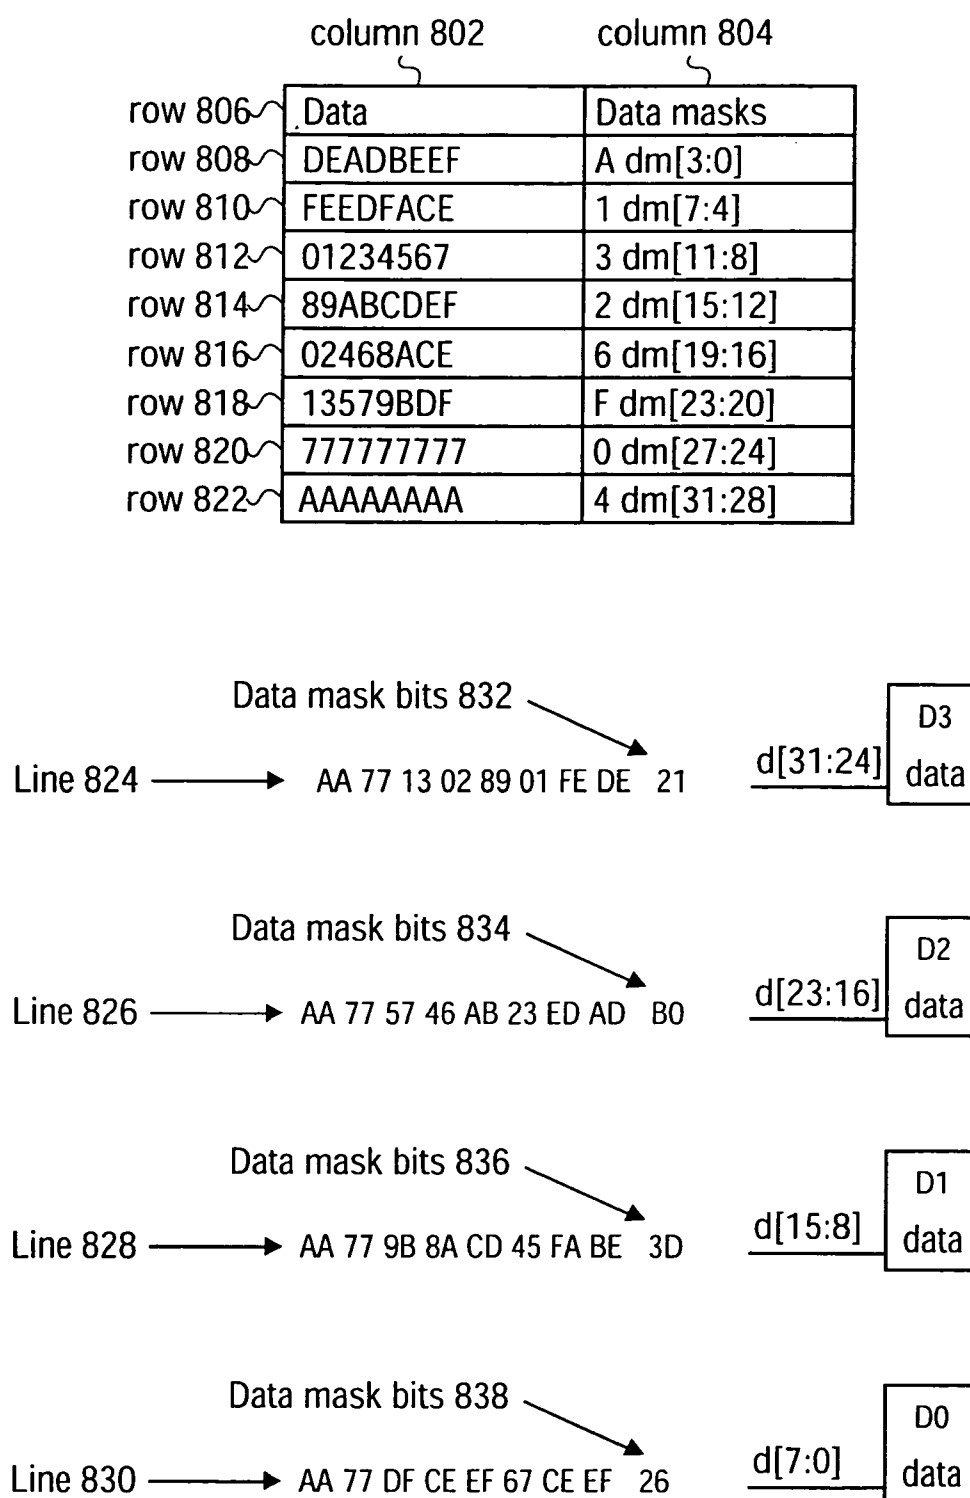 column 802 column 804
row 806 Data Data masks
row 808 DEADBEEF A dm[3:0]
row 810 FEEDFACE 1 dm[7:4]
row 812 01234567 3 dm[11:8]
row 814 89ABCDEF 2 dm[15:12]
row 816 02468ACE 6 dm[19:16]
row 818 13579BDF F dm[23:20]
row 820 777777777 0 dm[27:24]
row 822 AAAAAAAA 4 dm[31:28]
Data mask bits 832
D3
Line 824 AA 77 13 02 89 01 FE DE 21 d[31:24] data
Data mask bits 834
D2
Line 826 AA 77 57 46 AB 23 ED AD B0 d[23:16] data
Data mask bits 836
D1
Line 828 AA 77 9B 8A CD 45 FA BE 3D d[15:8] data
Data mask bits 838
D0
Line 830 AA 77 DF CE EF 67 CE EF 26 d[7:0] data